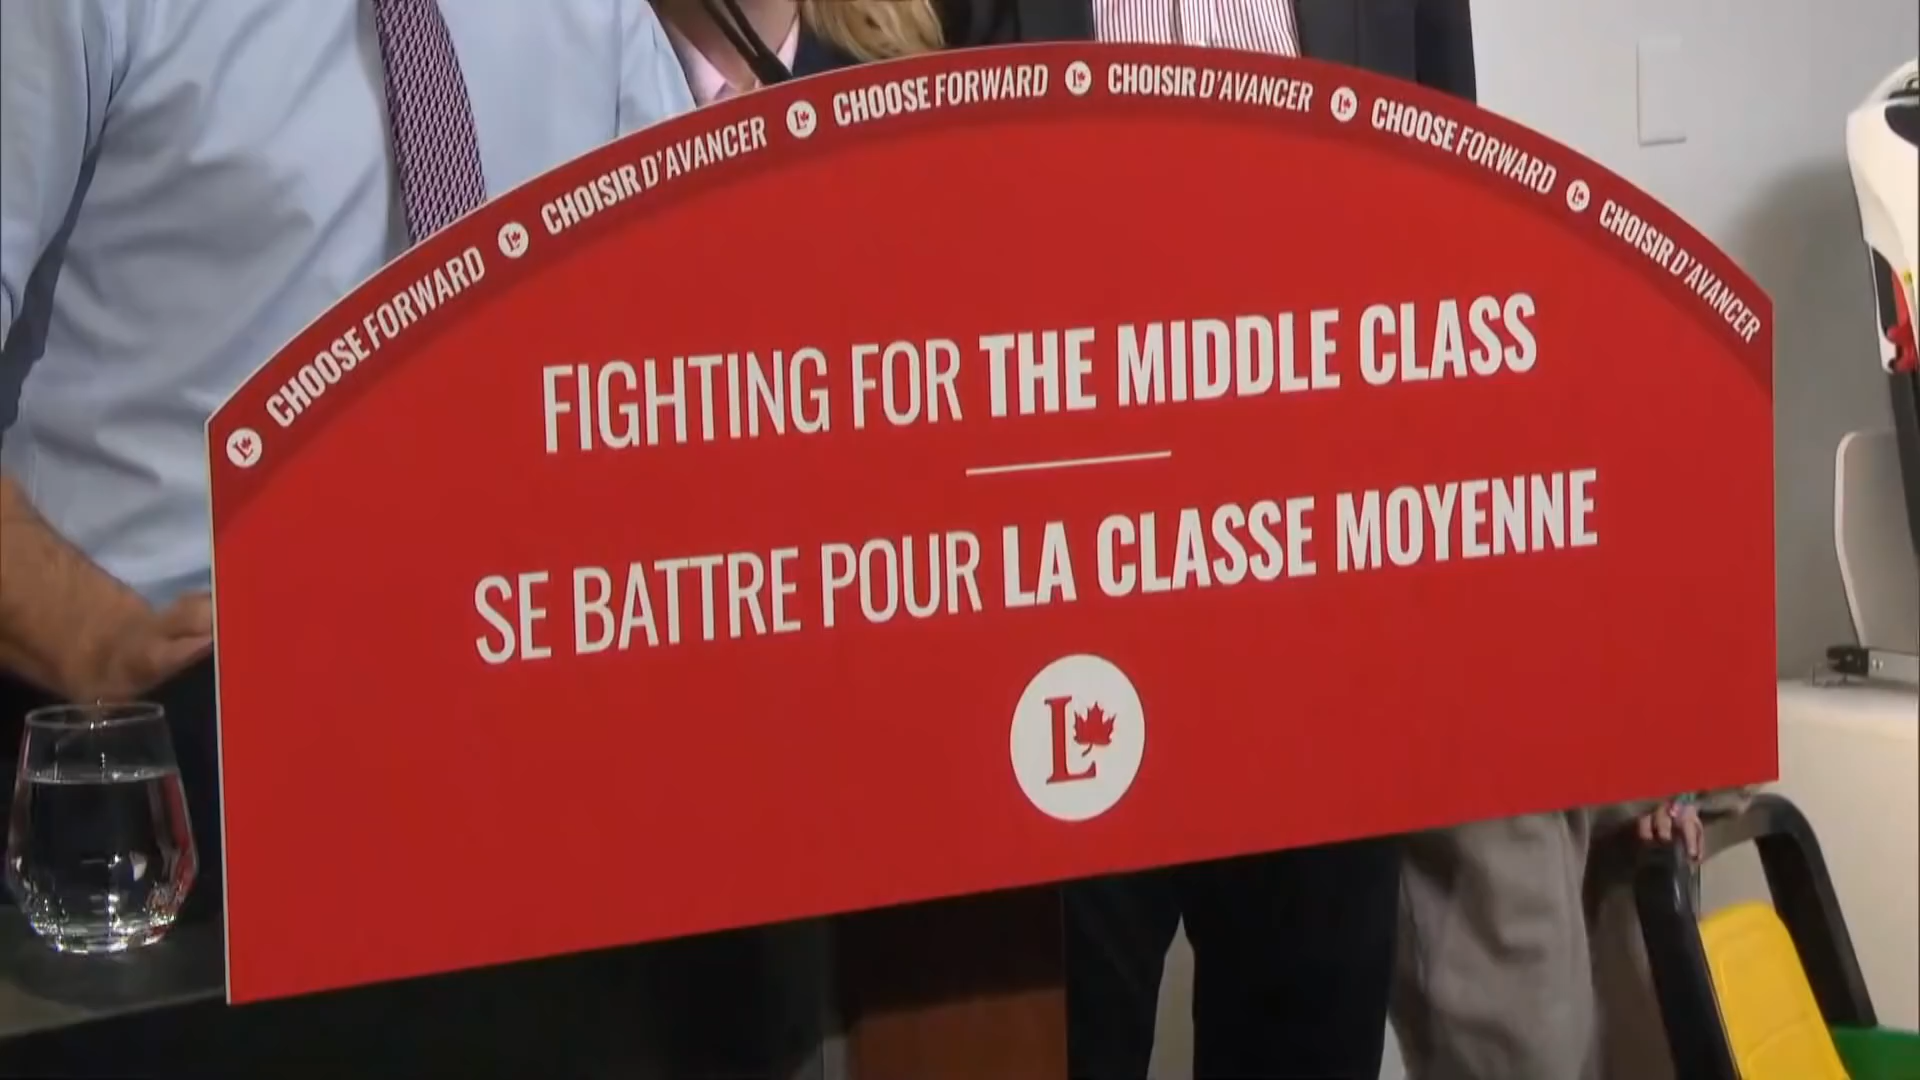 CHOOSE FORWARD L CHOISIR D'AVANCER L CHOOSE FORWARD L CHOISIR D'AVANCER L CHOOSE FORWARD L CHOISIR D'AVANCER
FIGHTING FOR THE MIDDLE CLASS
SE BATTRE POUR LA CLASSE MOYENNE
L